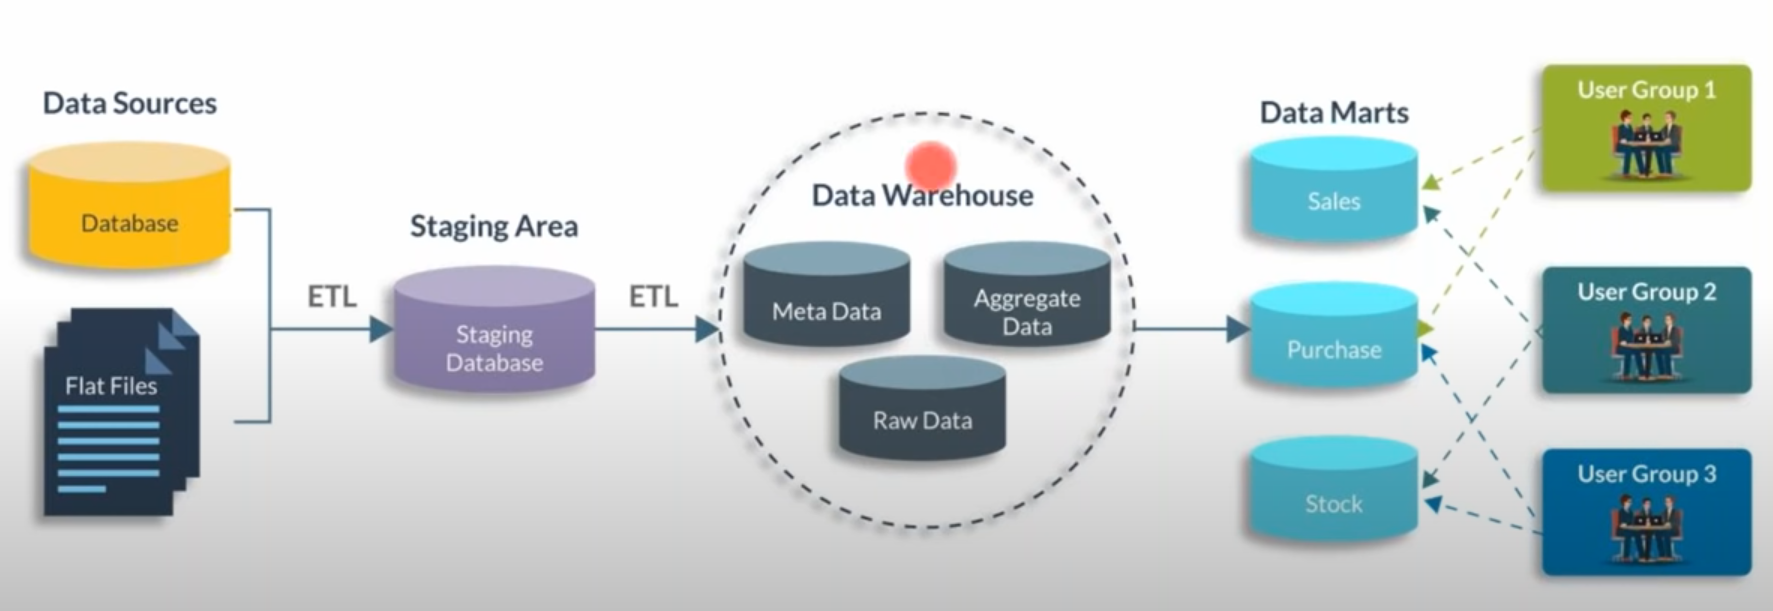 Data Sources
Database
Flat Files
ETL
Staging Area
Staging
Database
ETL
Data Warehouse
Meta Data
Aggregate
Data
Raw Data
Data Marts
Sales
Purchase
Stock
User Group 1
User Group 2
User Group 3